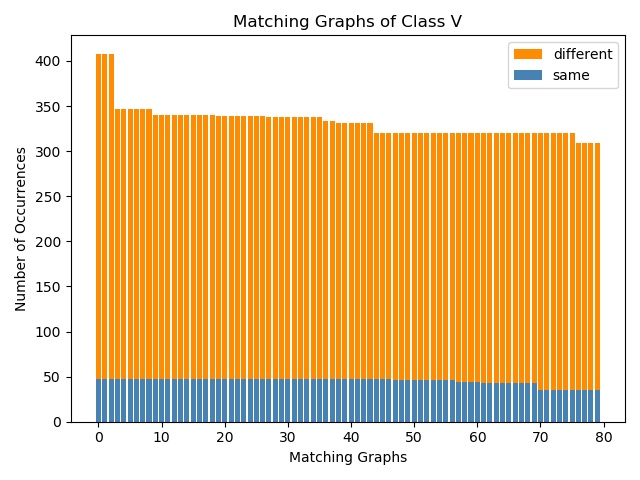 Matching Graphs of Class V
different
same
Number of Occurrences
400
350
300
250
200
150
100
50
0
0 10 20 30 40 50 60 70 80
Matching Graphs